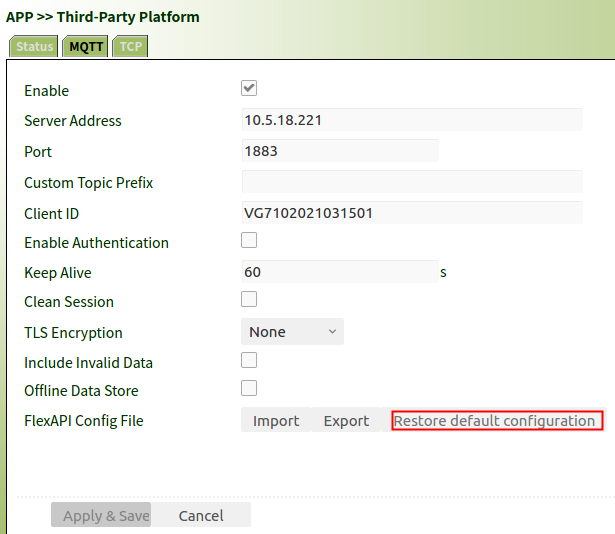 APP >> Third-Party Platform
Status MQTT TCP
Enable
Server Address 10.5.18.221
Port 1883
Custom Topic Prefix
Client ID VG7102021031501
Enable Authentication
Keep Alive 60 s
Clean Session
TLS Encryption None
Include Invalid Data
Offline Data Store
FlexAPI Config File Import Export Restore default configuration
Apply & Save Cancel